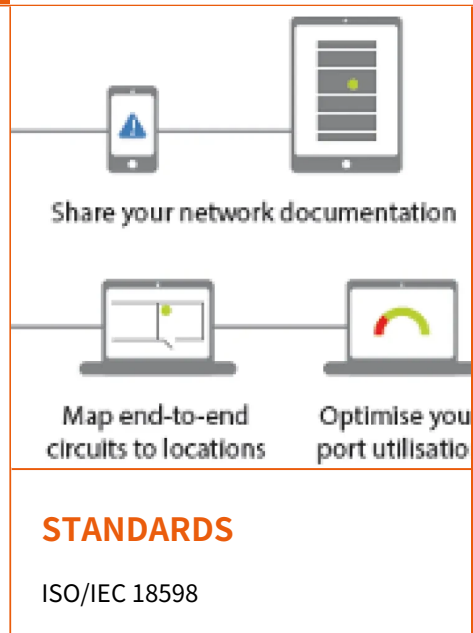 Share your network documentation
Map end-to-end
circuits to locations
Optimise you
port utilisatio
STANDARDS
ISO/IEC 18598